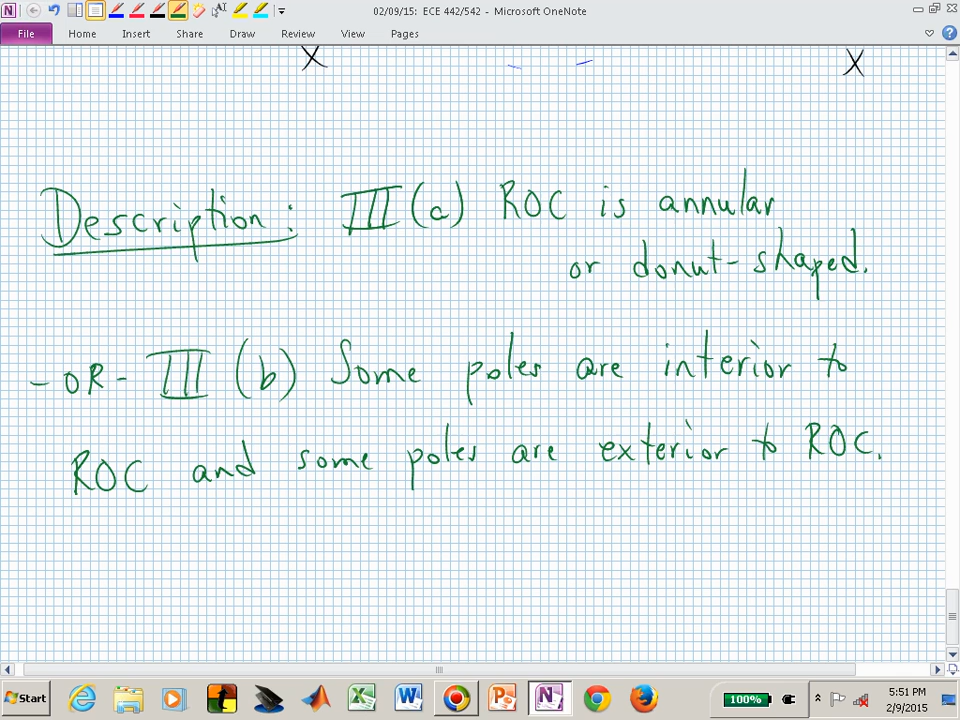 02/09/15: ECE 442/542 - Microsoft OneNote
File Home Insert Share Draw Review View Pages
X X
Description: III (a) ROC is annular
or donut-shaped.
-OR- III (b) Some poles are interior to
ROC and some poles are exterior to ROC.
Start 100% 5:51 PM
2/9/2015